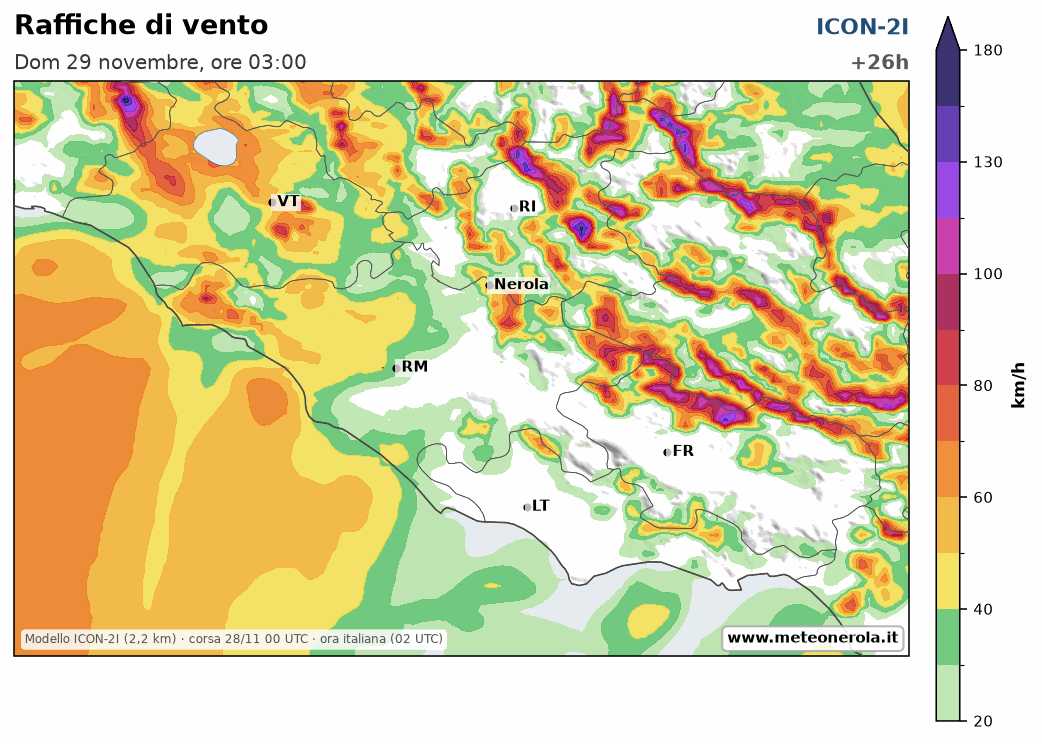 Raffiche di vento
ICON-2I
Dom 29 novembre, ore 03:00
+26h
180
130
100
80
60
40
20
km/h
VT
RI
Nerola
RM
FR
LT
Modello ICON-2I (2,2 km) · corsa 28/11 00 UTC · ora italiana (02 UTC)
www.meteonerola.it